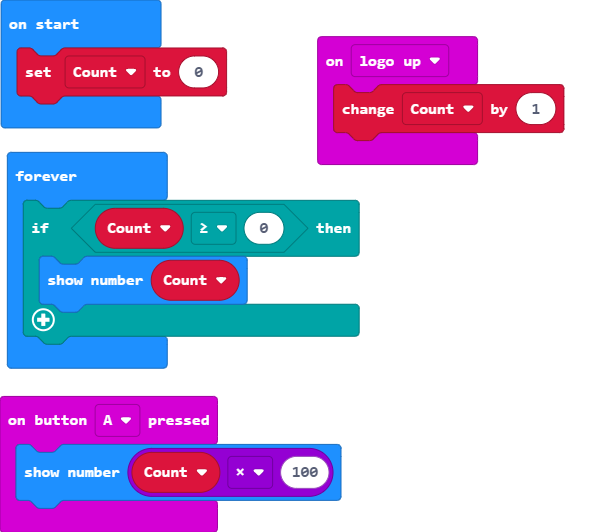 on start
set Count to 0
on logo up
change Count by 1
forever
if Count ≥ 0 then
show number Count
on button A pressed
show number Count × 100